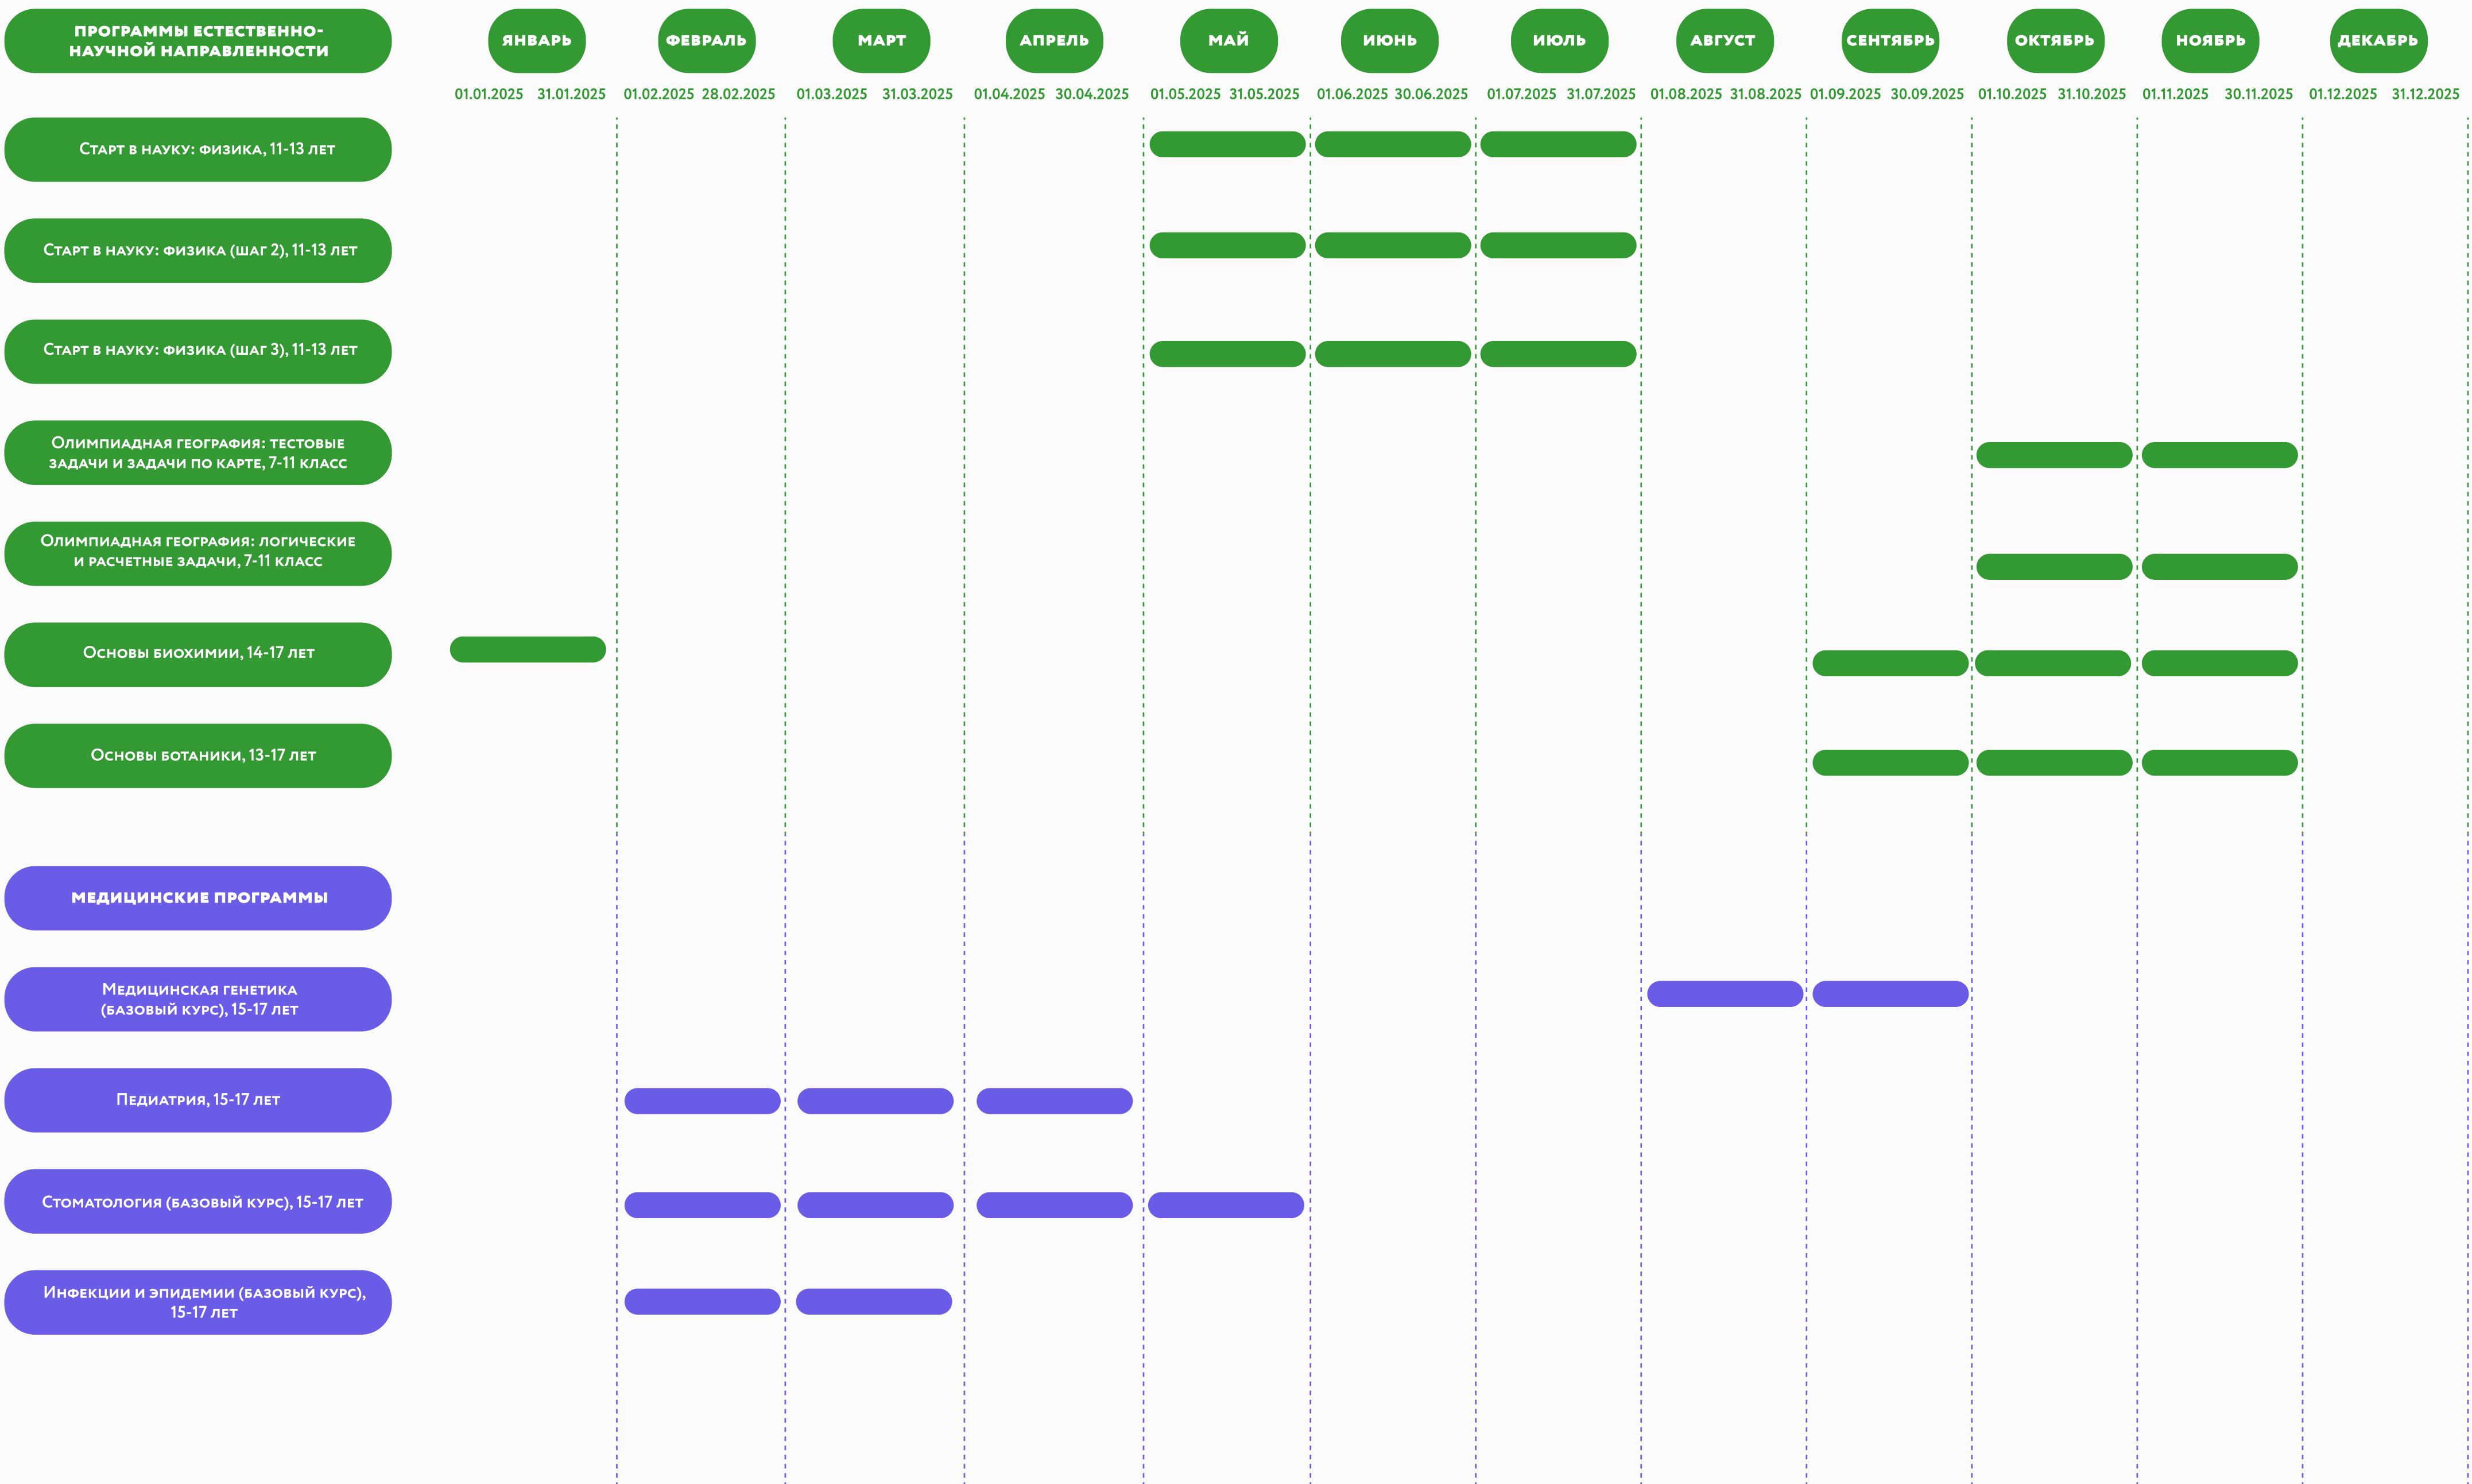 ПРОГРАММЫ ЕСТЕСТВЕННО-
НАУЧНОЙ НАПРАВЛЕННОСТИ
ЯНВАРЬ
ФЕВРАЛЬ
МАРТ
АПРЕЛЬ
МАЙ
ИЮНЬ
ИЮЛЬ
АВГУСТ
СЕНТЯБРЬ
ОКТЯБРЬ
НОЯБРЬ
ДЕКАБРЬ
01.01.2025 31.01.2025 01.02.2025 28.02.2025 01.03.2025 31.03.2025 01.04.2025 30.04.2025 01.05.2025 31.05.2025 01.06.2025 30.06.2025 01.07.2025 31.07.2025 01.08.2025 31.08.2025 01.09.2025 30.09.2025 01.10.2025 31.10.2025 01.11.2025 30.11.2025 01.12.2025 31.12.2025
Старт в науку: физика, 11-13 лет
Старт в науку: физика (шаг 2), 11-13 лет
Старт в науку: физика (шаг 3), 11-13 лет
Олимпиадная география: тестовые
задачи и задачи по карте, 7-11 класс
Олимпиадная география: логические
и расчетные задачи, 7-11 класс
Основы биохимии, 14-17 лет
Основы ботаники, 13-17 лет
МЕДИЦИНСКИЕ ПРОГРАММЫ
Медицинская генетика
(базовый курс), 15-17 лет
Педиатрия, 15-17 лет
Стоматология (базовый курс), 15-17 лет
Инфекции и эпидемии (базовый курс),
15-17 лет